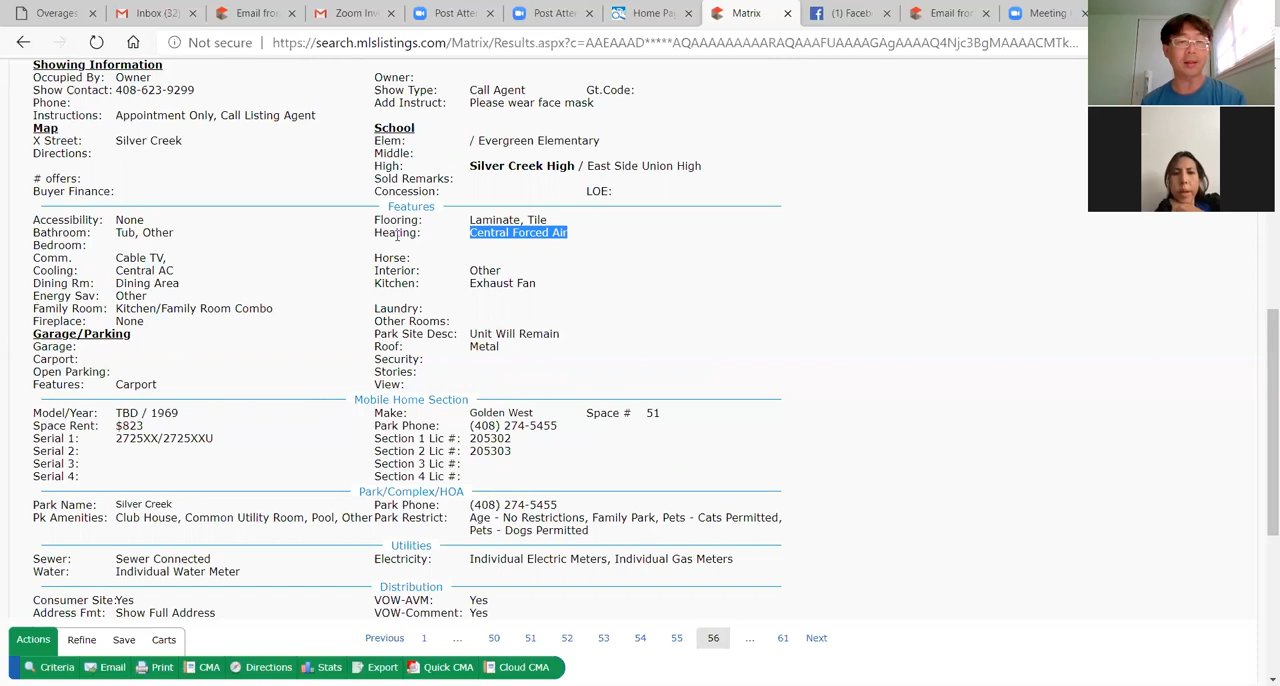 Overages Inbox (32) Email from Zoom Inv Post Atte Post Atte Home Pa Matrix (1) Faceb Email from Meeting
Not secure https://search.mlslistings.com/Matrix/Results.aspx?c=AAEAAAD*****AQAAAAAAAAARAQAAAFUAAAAGAgAAAAQ4Njc3BgMAAAACMTk...
Showing Information
Occupied By: Owner Owner:
Show Contact: 408-623-9299 Show Type: Call Agent Gt.Code:
Phone: Add Instruct: Please wear face mask
Instructions: Appointment Only, Call Listing Agent
Map School
X Street: Silver Creek Elem: / Evergreen Elementary
Directions: Middle:
High: Silver Creek High / East Side Union High
# offers: Sold Remarks:
Buyer Finance: Concession: LOE:
Features
Accessibility: None Flooring: Laminate, Tile
Bathroom: Tub, Other Heating: Central Forced Air
Bedroom:
Comm. Cable TV, Horse:
Cooling: Central AC Interior: Other
Dining Rm: Dining Area Kitchen: Exhaust Fan
Energy Sav: Other
Family Room: Kitchen/Family Room Combo Laundry:
Fireplace: None Other Rooms:
Garage/Parking Park Site Desc: Unit Will Remain
Garage: Roof: Metal
Carport: Security:
Open Parking: Stories:
Features: Carport View:
Mobile Home Section
Model/Year: TBD / 1969 Make: Golden West Space # 51
Space Rent: $823 Park Phone: (408) 274-5455
Serial 1: 2725XX/2725XXU Section 1 Lic #: 205302
Serial 2: Section 2 Lic #: 205303
Serial 3: Section 3 Lic #:
Serial 4: Section 4 Lic #:
Park/Complex/HOA
Park Name: Silver Creek Park Phone: (408) 274-5455
Pk Amenities: Club House, Common Utility Room, Pool, Other Park Restrict: Age - No Restrictions, Family Park, Pets - Cats Permitted,
Pets - Dogs Permitted
Utilities
Sewer: Sewer Connected Electricity: Individual Electric Meters, Individual Gas Meters
Water: Individual Water Meter
Distribution
Consumer Site:Yes VOW-AVM: Yes
Address Fmt: Show Full Address VOW-Comment: Yes
Actions Refine Save Carts Previous 1 ... 50 51 52 53 54 55 56 ... 61 Next
Criteria Email Print CMA Directions Stats Export Quick CMA Cloud CMA